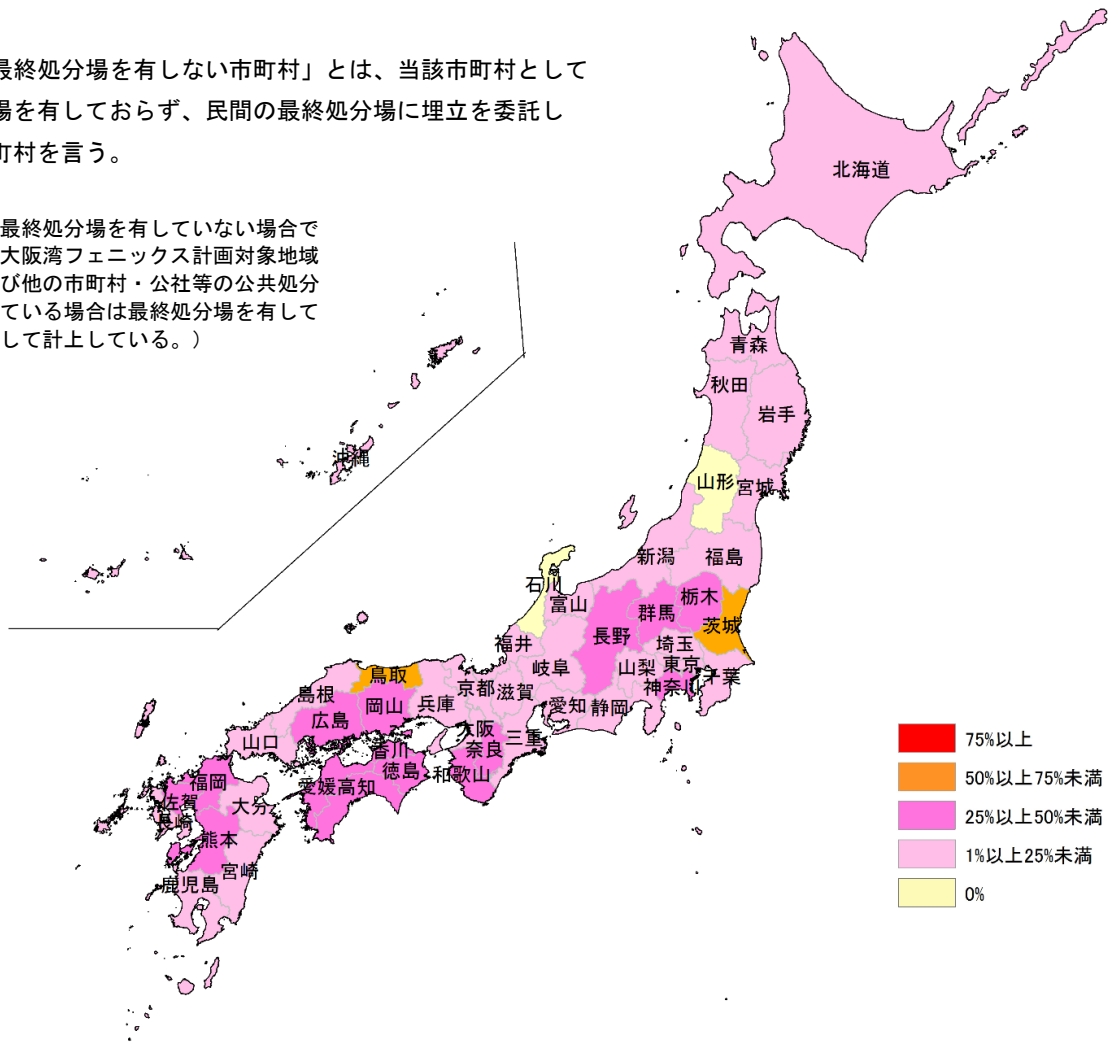 最終処分場を有しない市町村」とは、当該市町村として
場を有しておらず、民間の最終処分場に埋立を委託し
町村を言う。
最終処分場を有していない場合で
大阪湾フェニックス計画対象地域
び他の市町村・公社等の公共処分
ている場合は最終処分場を有して
して計上している。）
北海道
青森
秋田
岩手
山形
宮城
沖縄
新潟
福島
石川
富山
栃木
群馬
茨城
長野
福井
埼玉
岐阜
山梨
東京
千葉
神奈川
鳥取
京都
滋賀
島根
岡山
兵庫
愛知
静岡
広島
大阪
三重
山口
奈良
香川
徳島
和歌山
福岡
愛媛
高知
佐賀
大分
長崎
熊本
宮崎
鹿児島
75%以上
50%以上75%未満
25%以上50%未満
1%以上25%未満
0%